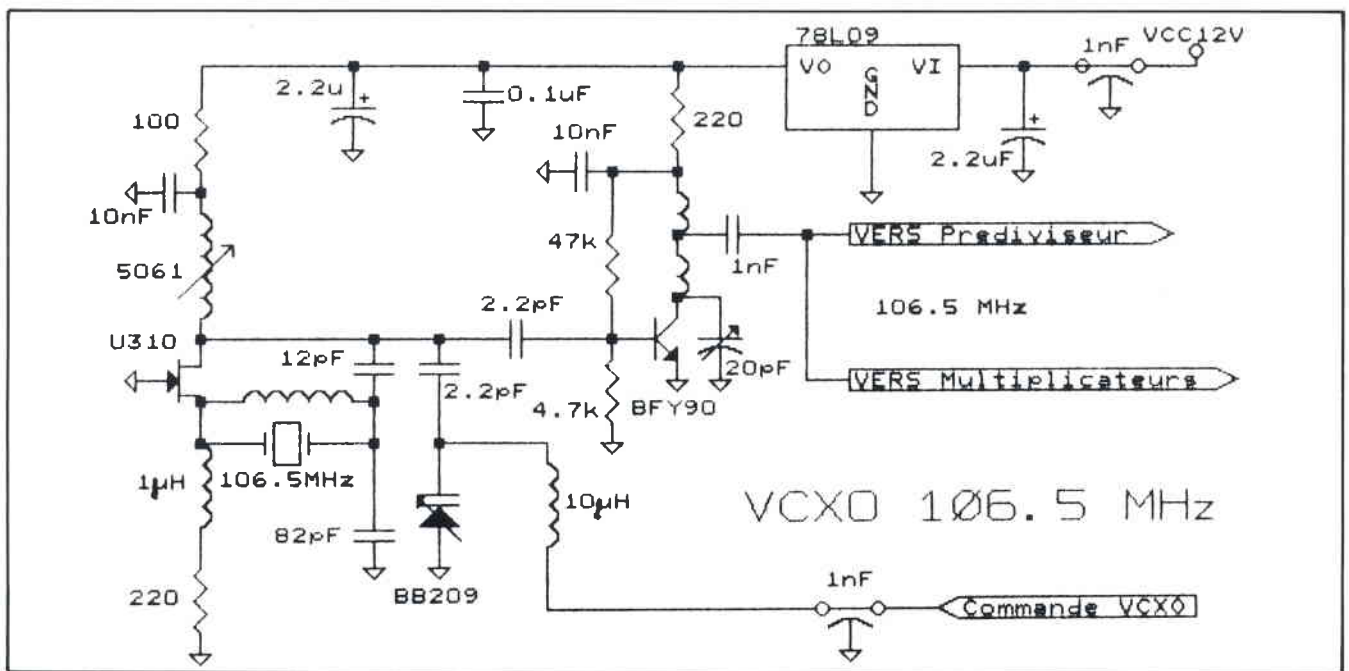 78L09
VO
GND
VI
1nF
VCC12V
2.2u
+
0.1uF
220
2.2uF
+
100
10nF
10nF
47k
1nF
VERS Prediviseur
5061
2.2pF
106.5 MHz
U310
12pF
2.2pF
20pF
VERS Multiplicateurs
4.7k
BFY90
1µH
106.5MHz
10µH
VCXO 106.5 MHz
82pF
BB209
220
1nF
Commande VCXO